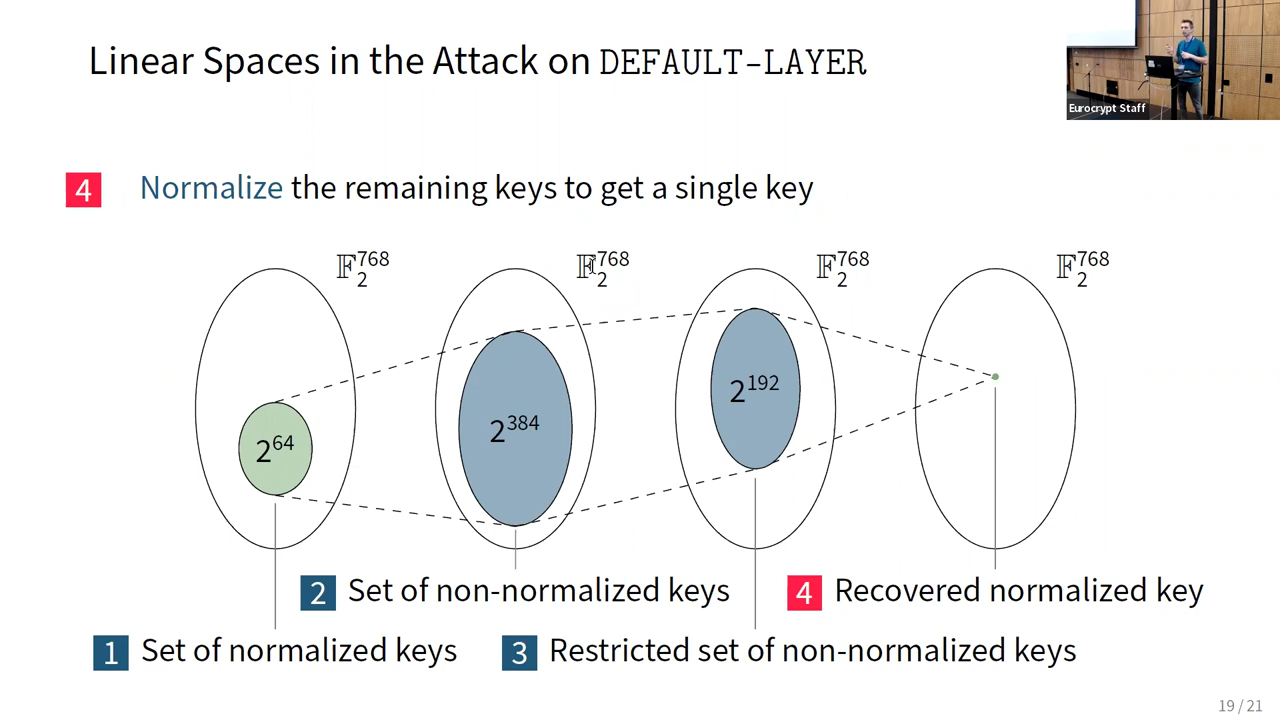 Linear Spaces in the Attack on DEFAULT-LAYER
Eurocrypt Staff
4 Normalize the remaining keys to get a single key
𝔽₂⁷⁶⁸ 𝔽₂⁷⁶⁸ 𝔽₂⁷⁶⁸ 𝔽₂⁷⁶⁸
2⁶⁴ 2³⁸⁴ 2¹⁹²
2 Set of non-normalized keys 4 Recovered normalized key
1 Set of normalized keys 3 Restricted set of non-normalized keys
19 / 21